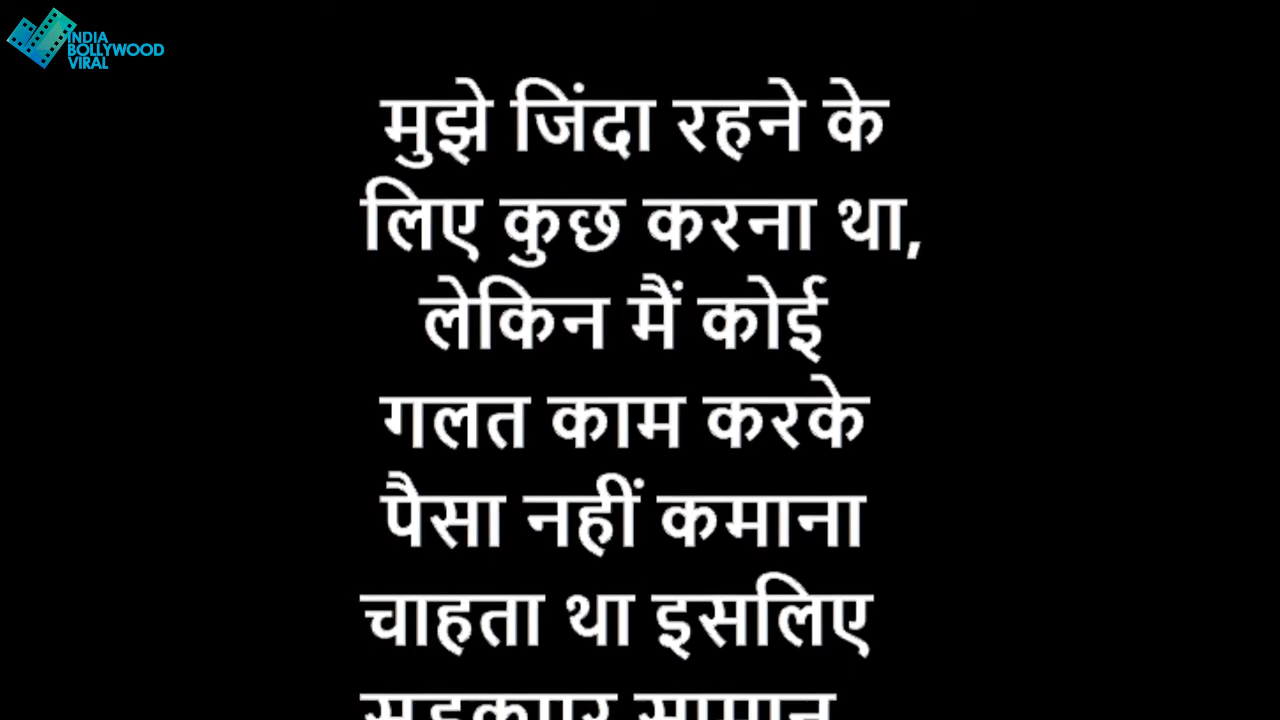 INDIA
BOLLYWOOD
VIRAL
मुझे जिंदा रहने के
लिए कुछ करना था,
लेकिन मैं कोई
गलत काम करके
पैसा नहीं कमाना
चाहता था इसलिए